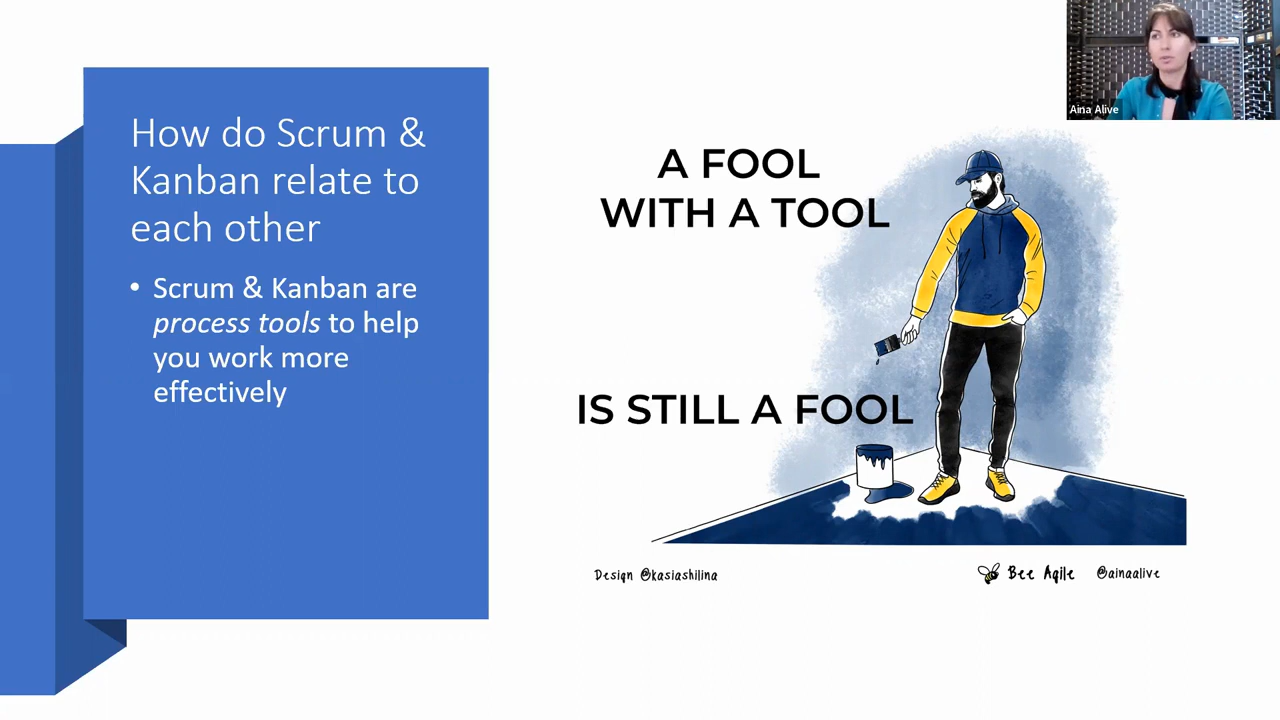 How do Scrum &
Kanban relate to
each other
• Scrum & Kanban are
process tools to help
you work more
effectively
A FOOL
WITH A TOOL
IS STILL A FOOL
Design @kasiashilina
Bee Agile @ainaalive
Aina Alive